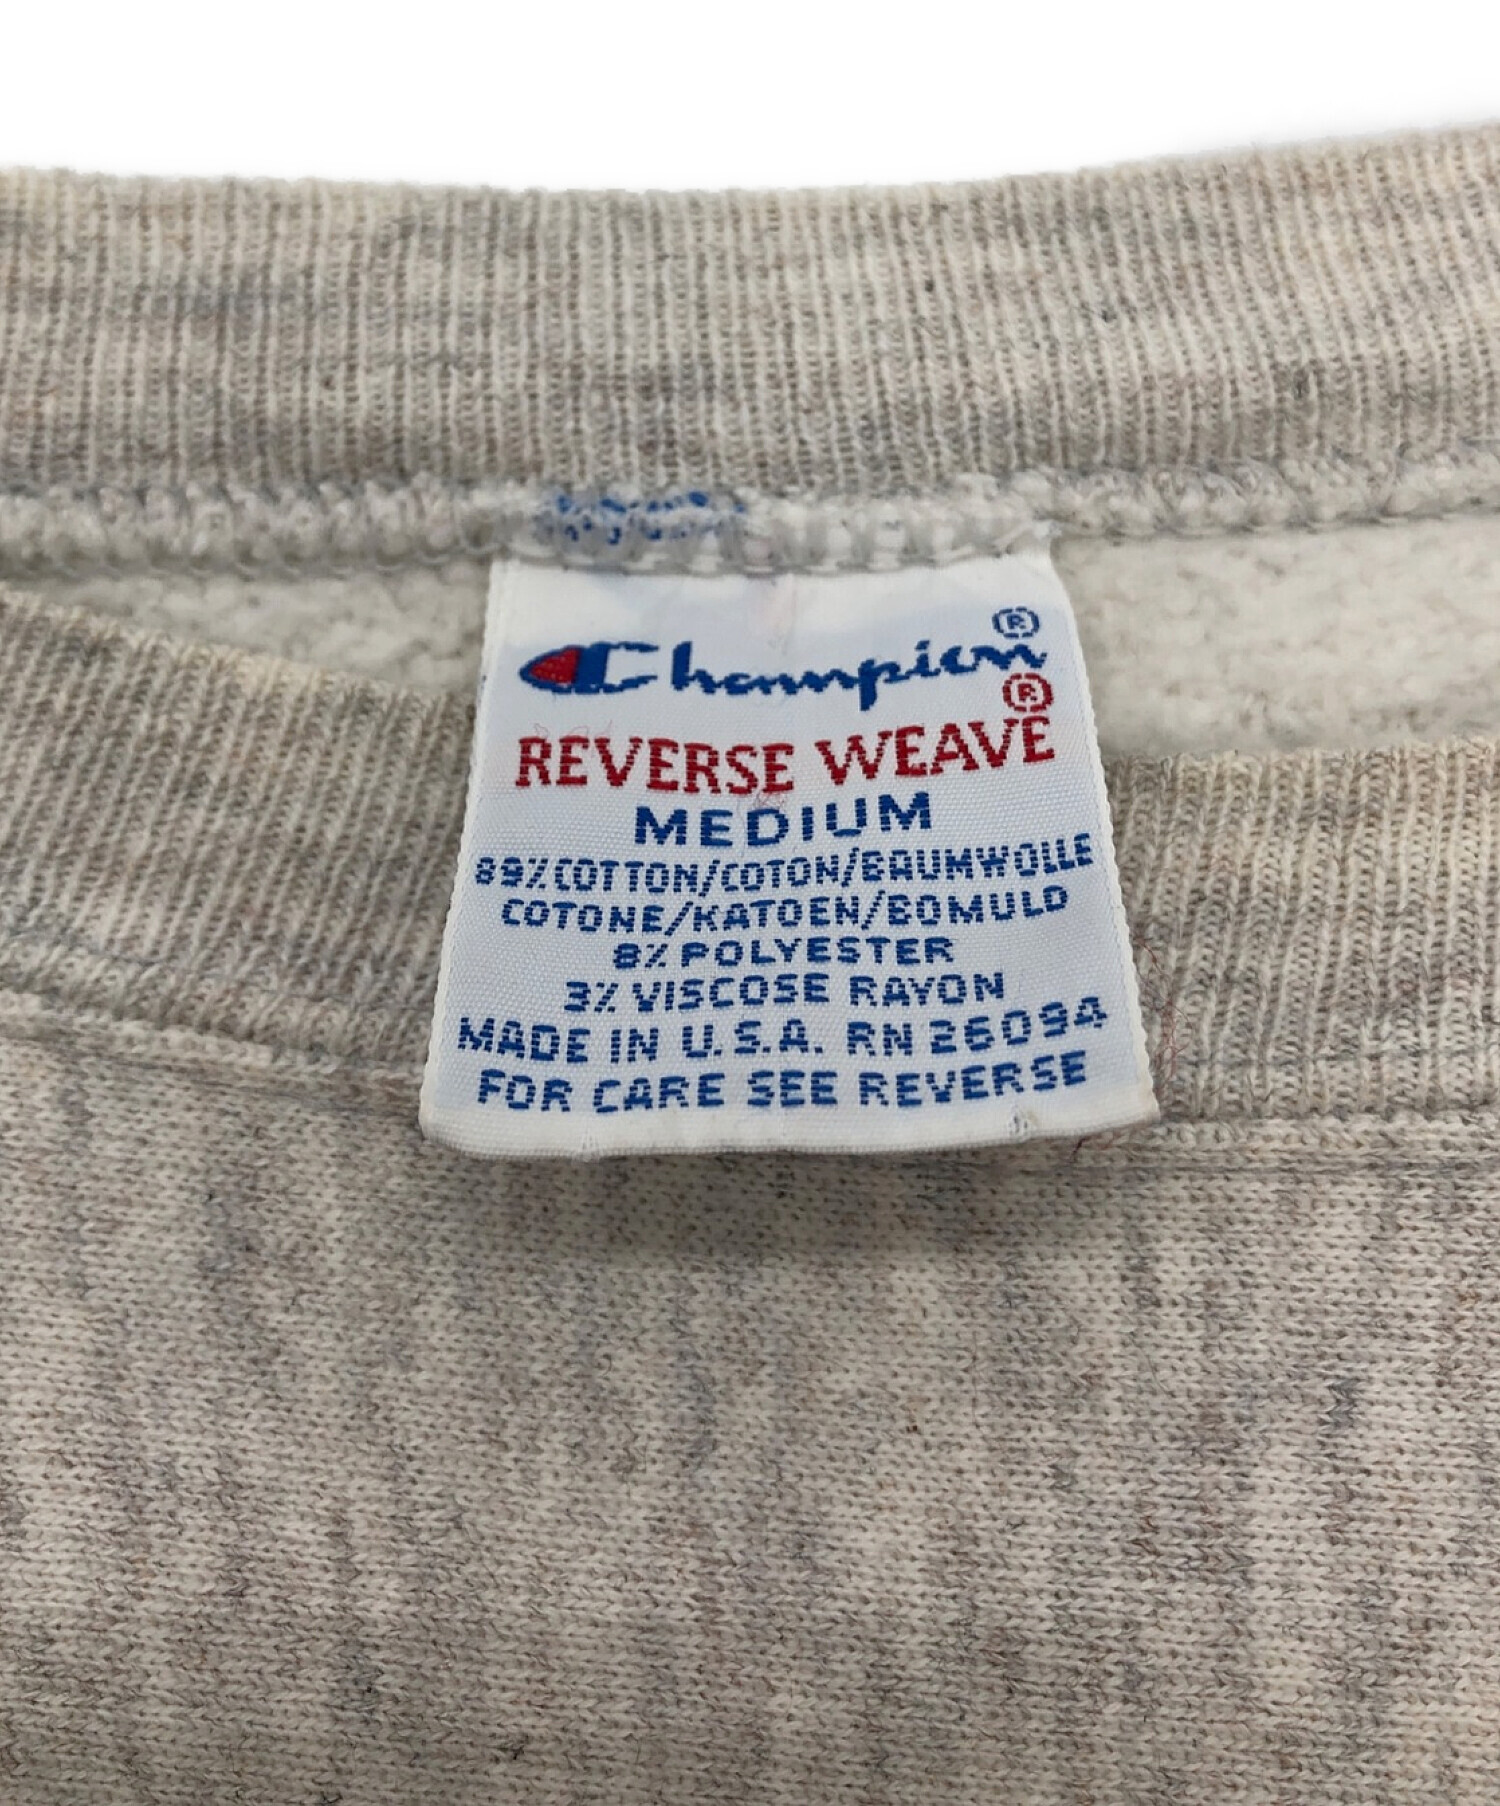 Champion®
REVERSE WEAVE®
MEDIUM
89% COTTON/COTON/BAUMWOLLE
COTONE/KATOEN/BOMULD
8% POLYESTER
3% VISCOSE RAYON
MADE IN U.S.A. RN 26094
FOR CARE SEE REVERSE